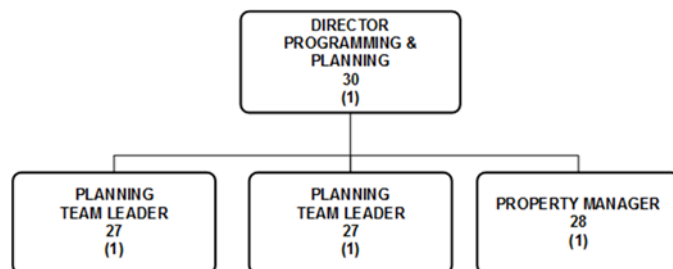 DIRECTOR
PROGRAMMING &
PLANNING
30
(1)
PLANNING
TEAM LEADER
27
(1)
PLANNING
TEAM LEADER
27
(1)
PROPERTY MANAGER
28
(1)